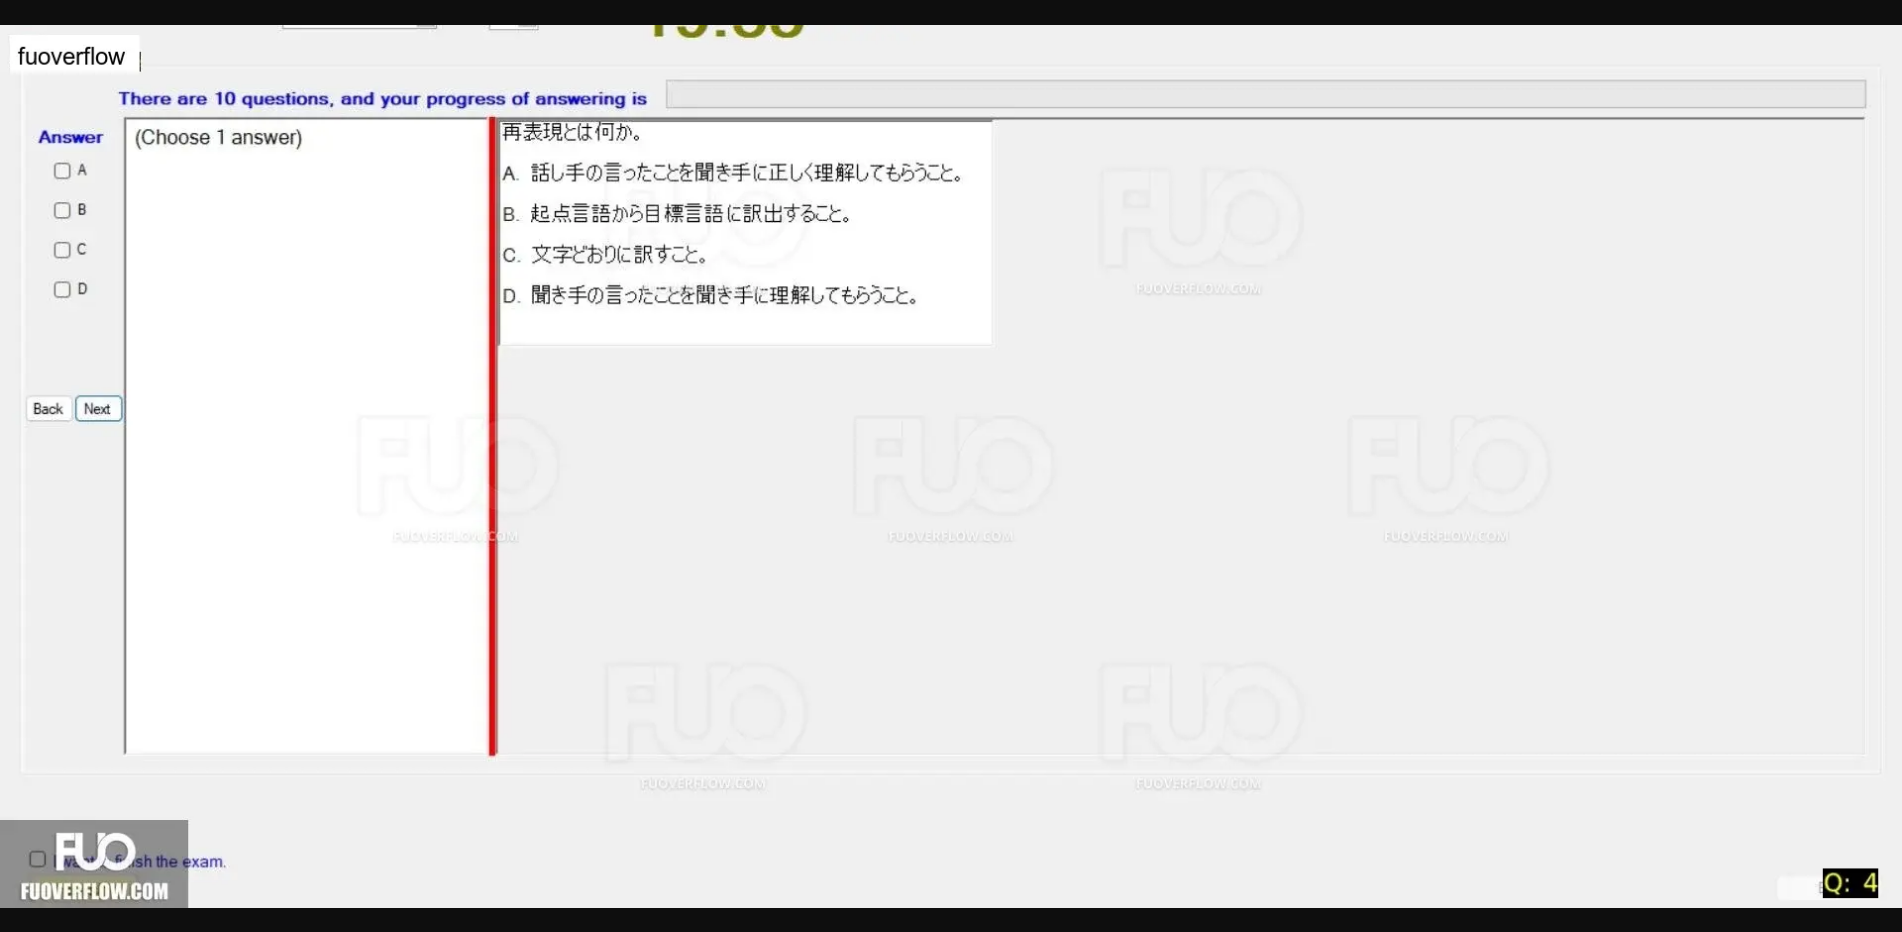 fuoverflow
There are 10 questions, and your progress of answering is
Answer
(Choose 1 answer)
A
B
C
D
Back Next
再表現とは何か。
A. 話し手の言ったことを聞き手に正しく理解してもらうこと。
B. 起点言語から目標言語に訳出すること。
C. 文字どおりに訳すこと。
D. 聞き手の言ったことを聞き手に理解してもらうこと。
FUO
FUOVERFLOW.COM
FUO
FUOVERFLOW.COM
FUO
FUOVERFLOW.COM
FUO
FUOVERFLOW.COM
FUO
FUOVERFLOW.COM
FUO
FUOVERFLOW.COM
the exam.
FUO
FUOVERFLOW.COM
Q: 4